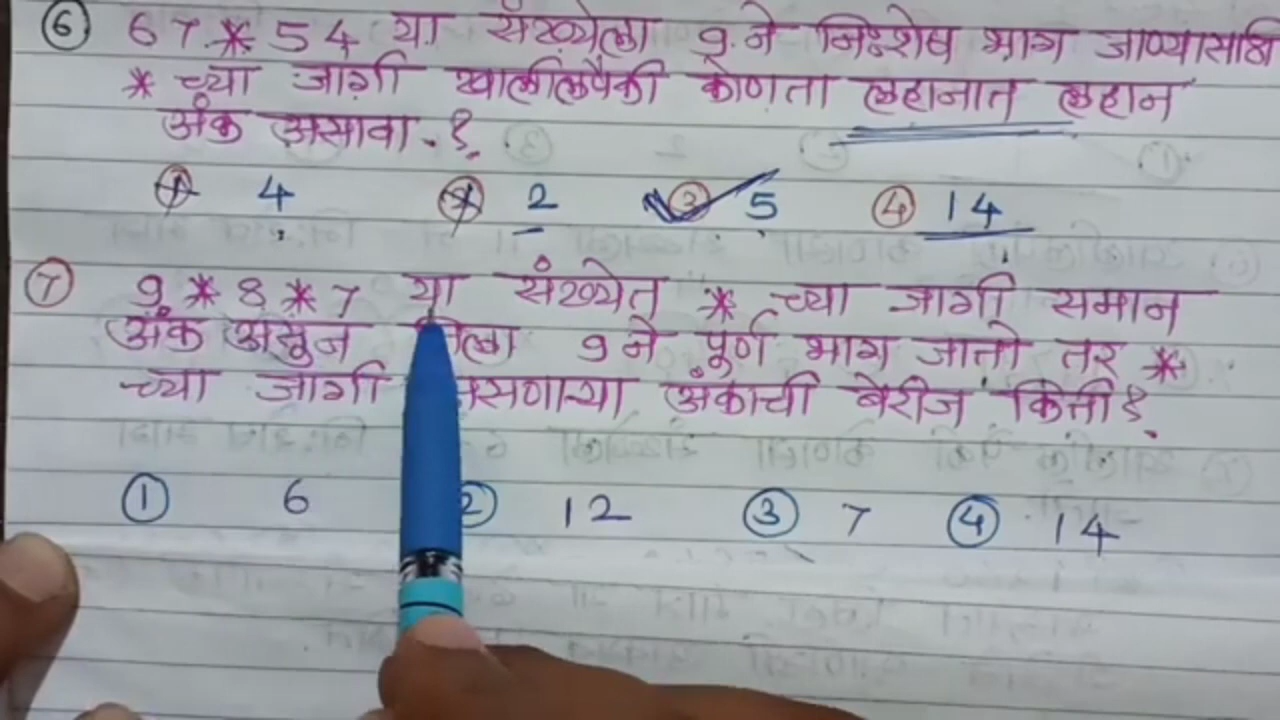 ⑥ 67*54 या संख्येला 9 ने निःशेष भाग जाण्यासाठि
* च्या जागी खालीलपैकी कोणता लहानात लहान
अंक असावा.?
① 4 ② 2 ③ 5 ④ 14
⑦ 9*8*7 या संख्येत * च्या जागी समान
अंक असुन 9 ने पुर्ण भाग जातो तर *
च्या जागी अंकाची बेरीज किती?
① 6 ② 12 ③ 7 ④ 14